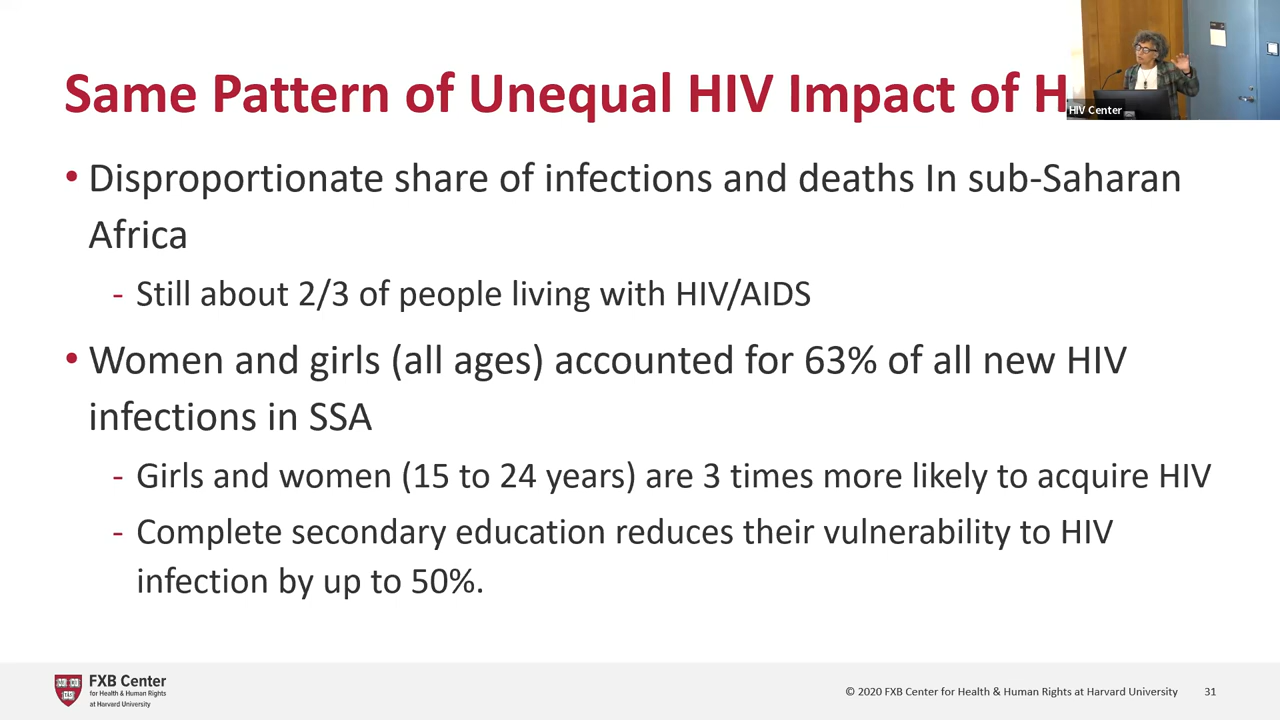 Same Pattern of Unequal HIV Impact of H
HIV Center
• Disproportionate share of infections and deaths In sub-Saharan
Africa
- Still about 2/3 of people living with HIV/AIDS
• Women and girls (all ages) accounted for 63% of all new HIV
infections in SSA
- Girls and women (15 to 24 years) are 3 times more likely to acquire HIV
- Complete secondary education reduces their vulnerability to HIV
infection by up to 50%.
FXB Center
for Health & Human Rights
at Harvard University
© 2020 FXB Center for Health & Human Rights at Harvard University 31